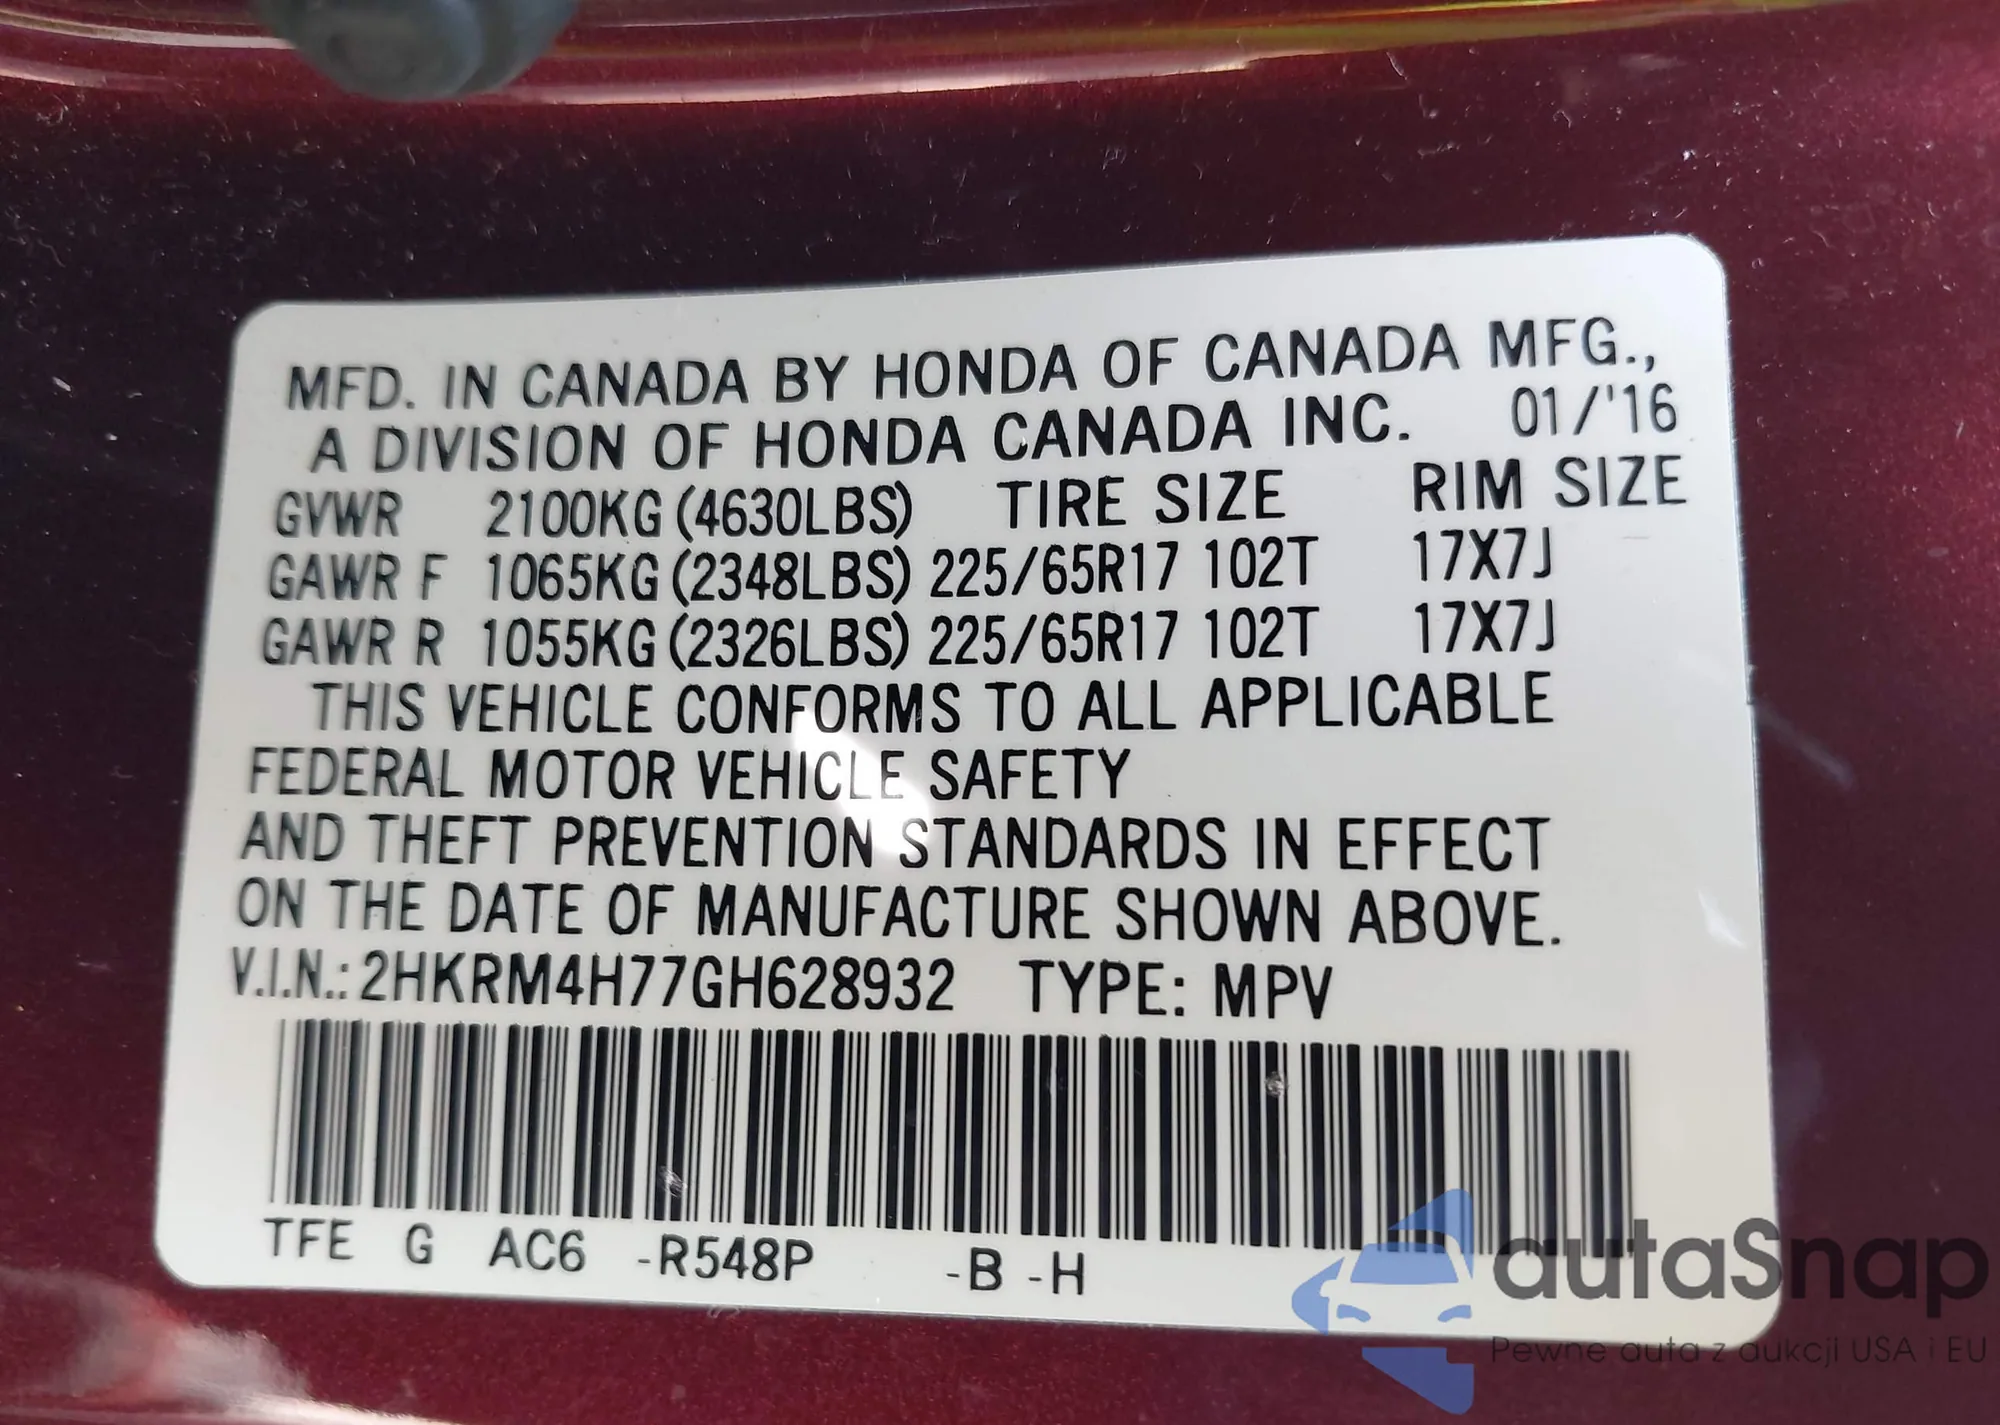 MFD. IN CANADA BY HONDA OF CANADA MFG.,
A DIVISION OF HONDA CANADA INC. 01/'16
GVWR 2100KG (4630LBS) TIRE SIZE RIM SIZE
GAWR F 1065KG (2348LBS) 225/65R17 102T 17X7J
GAWR R 1055KG (2326LBS) 225/65R17 102T 17X7J
THIS VEHICLE CONFORMS TO ALL APPLICABLE
FEDERAL MOTOR VEHICLE SAFETY
AND THEFT PREVENTION STANDARDS IN EFFECT
ON THE DATE OF MANUFACTURE SHOWN ABOVE.
V.I.N.: 2HKRM4H77GH628932 TYPE: MPV
TFE G AC6 -R548P -B -H
autaSnap
Pewne auta z aukcji USA i EU